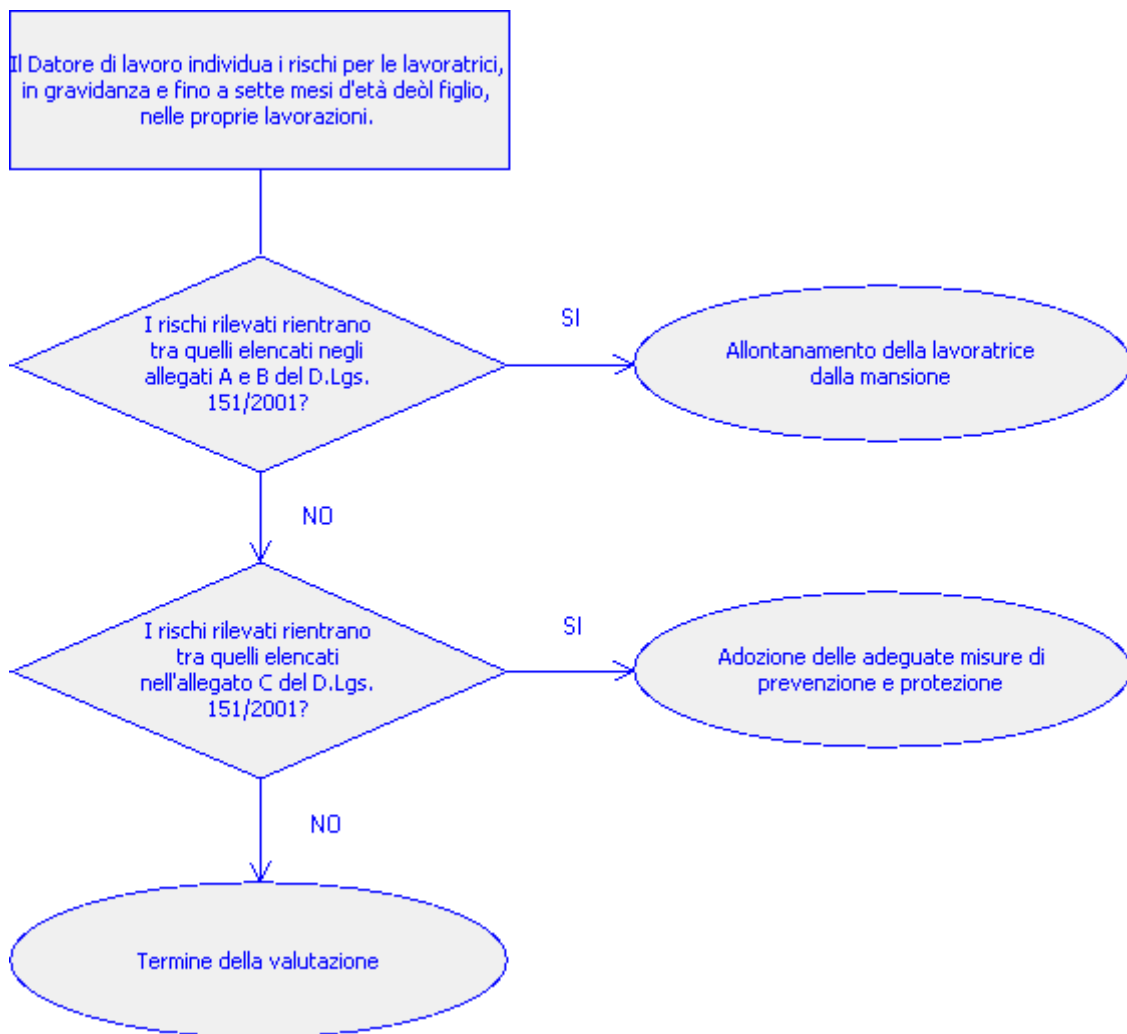 Il Datore di lavoro individua i rischi per le lavoratrici,
in gravidanza e fino a sette mesi d'età deòl figlio,
nelle proprie lavorazioni.
I rischi rilevati rientrano
tra quelli elencati negli
allegati A e B del D.Lgs.
151/2001?
SI
Allontanamento della lavoratrice
dalla mansione
NO
I rischi rilevati rientrano
tra quelli elencati
nell'allegato C del D.Lgs.
151/2001?
SI
Adozione delle adeguate misure di
prevenzione e protezione
NO
Termine della valutazione